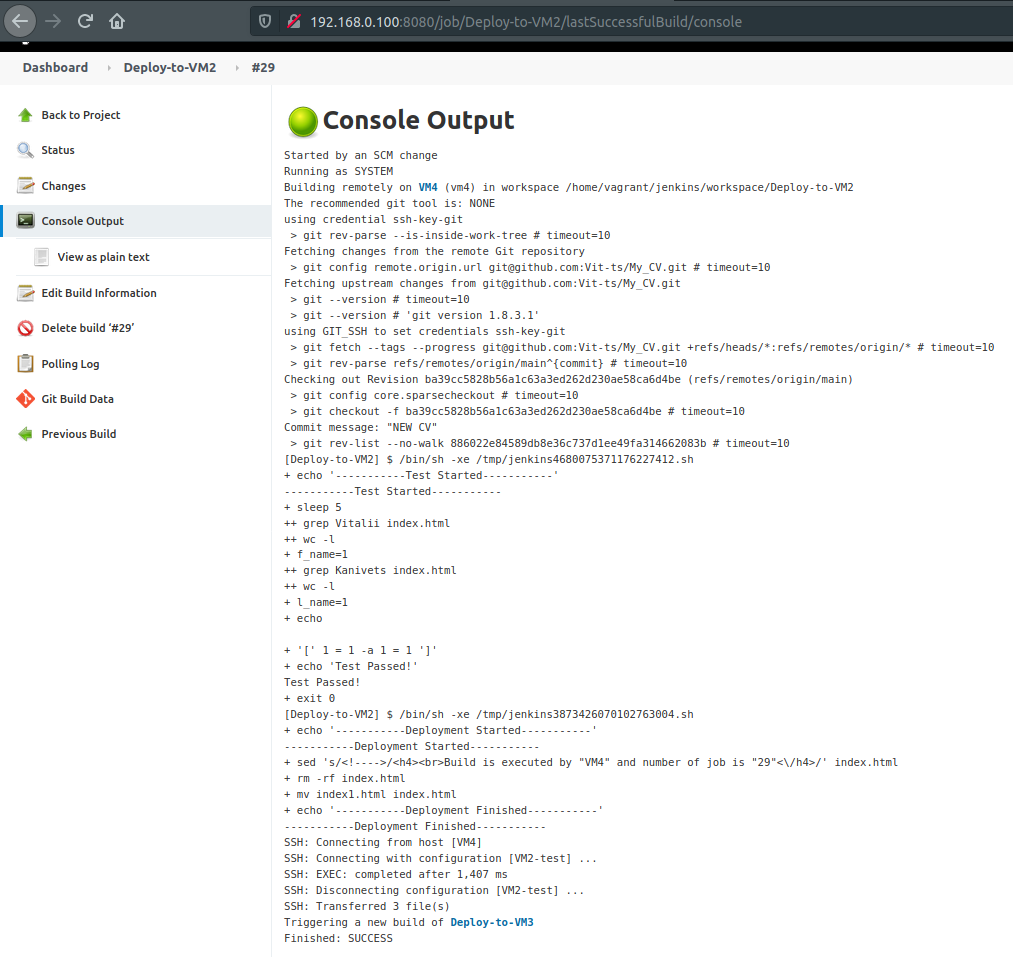 192.168.0.100:8080/job/Deploy-to-VM2/lastSuccessfulBuild/console
Dashboard › Deploy-to-VM2 › #29
Back to Project
Status
Changes
Console Output
View as plain text
Edit Build Information
Delete build ‘#29’
Polling Log
Git Build Data
Previous Build
Console Output
Started by an SCM change
Running as SYSTEM
Building remotely on VM4 (vm4) in workspace /home/vagrant/jenkins/workspace/Deploy-to-VM2
The recommended git tool is: NONE
using credential ssh-key-git
 > git rev-parse --is-inside-work-tree # timeout=10
Fetching changes from the remote Git repository
 > git config remote.origin.url git@github.com:Vit-ts/My_CV.git # timeout=10
Fetching upstream changes from git@github.com:Vit-ts/My_CV.git
 > git --version # timeout=10
 > git --version # 'git version 1.8.3.1'
using GIT_SSH to set credentials ssh-key-git
 > git fetch --tags --progress git@github.com:Vit-ts/My_CV.git +refs/heads/*:refs/remotes/origin/* # timeout=10
 > git rev-parse refs/remotes/origin/main^{commit} # timeout=10
Checking out Revision ba39cc5828b56a1c63a3ed262d230ae58ca6d4be (refs/remotes/origin/main)
 > git config core.sparsecheckout # timeout=10
 > git checkout -f ba39cc5828b56a1c63a3ed262d230ae58ca6d4be # timeout=10
Commit message: "NEW CV"
 > git rev-list --no-walk 886022e84589db8e36c737d1ee49fa314662083b # timeout=10
[Deploy-to-VM2] $ /bin/sh -xe /tmp/jenkins4680075371176227412.sh
+ echo '-----------Test Started-----------'
-----------Test Started-----------
+ sleep 5
++ grep Vitalii index.html
++ wc -l
+ f_name=1
++ grep Kanivets index.html
++ wc -l
+ l_name=1
+ echo
+ '[' 1 = 1 -a 1 = 1 ']'
+ echo 'Test Passed!'
Test Passed!
+ exit 0
[Deploy-to-VM2] $ /bin/sh -xe /tmp/jenkins3873426070102763004.sh
+ echo '-----------Deployment Started-----------'
-----------Deployment Started-----------
+ sed 's/<!---->/<h4><br>Build is executed by "VM4" and number of job is "29"<\/h4>/' index.html
+ rm -rf index.html
+ mv index1.html index.html
+ echo '-----------Deployment Finished-----------'
-----------Deployment Finished-----------
SSH: Connecting from host [VM4]
SSH: Connecting with configuration [VM2-test] ...
SSH: EXEC: completed after 1,407 ms
SSH: Disconnecting configuration [VM2-test] ...
SSH: Transferred 3 file(s)
Triggering a new build of Deploy-to-VM3
Finished: SUCCESS